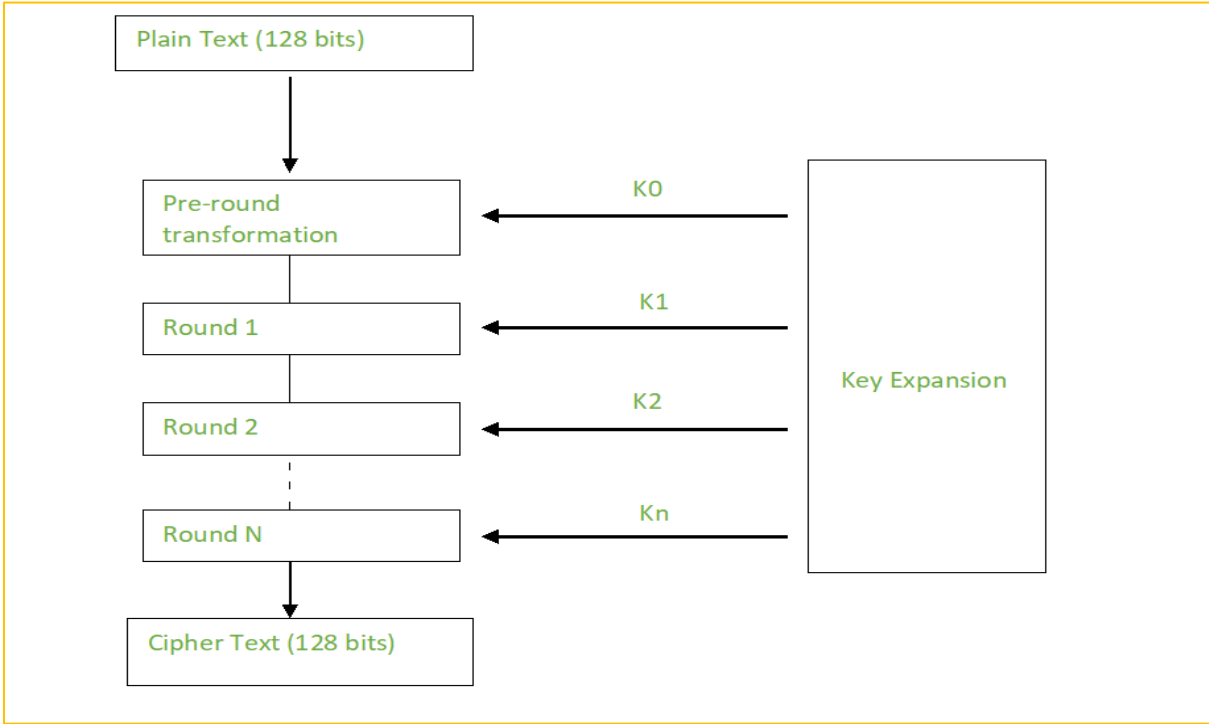 Plain Text (128 bits)
K0
Pre-round
transformation
K1
Round 1
Key Expansion
K2
Round 2
Kn
Round N
Cipher Text (128 bits)